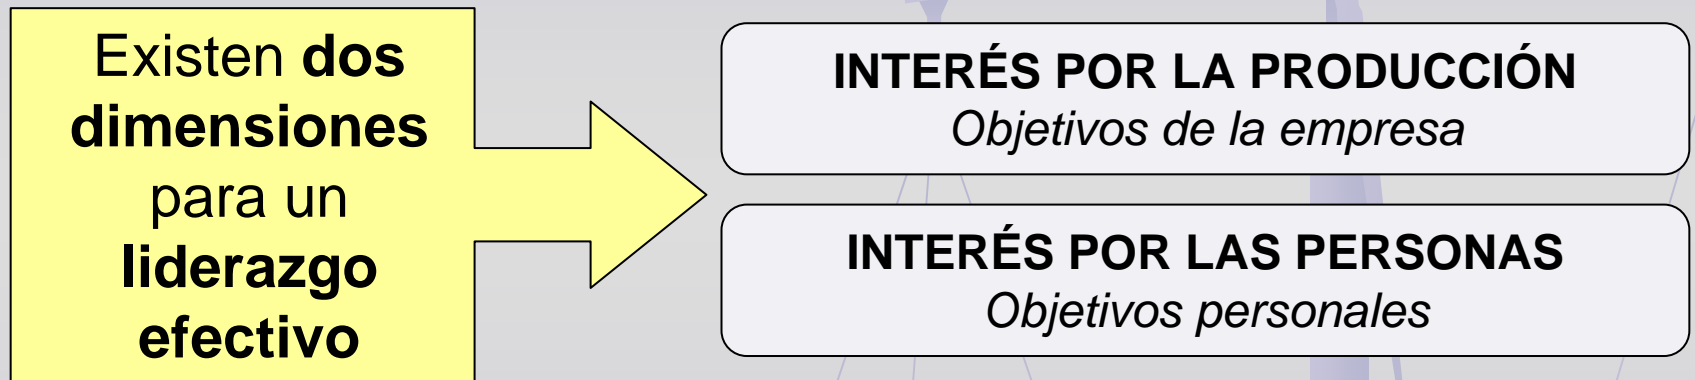 Existen dos
dimensiones
para un
liderazgo
efectivo
INTERÉS POR LA PRODUCCIÓN
Objetivos de la empresa
INTERÉS POR LAS PERSONAS
Objetivos personales